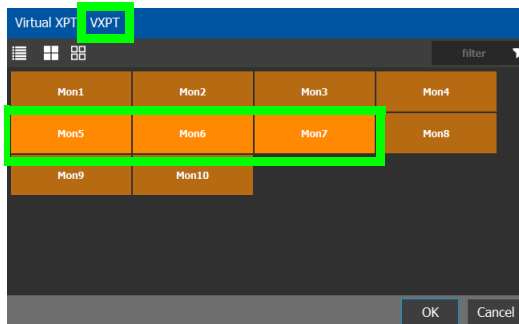 Virtual XPT VXPT
filter
Mon1 Mon2 Mon3 Mon4
Mon5 Mon6 Mon7 Mon8
Mon9 Mon10
OK Cancel